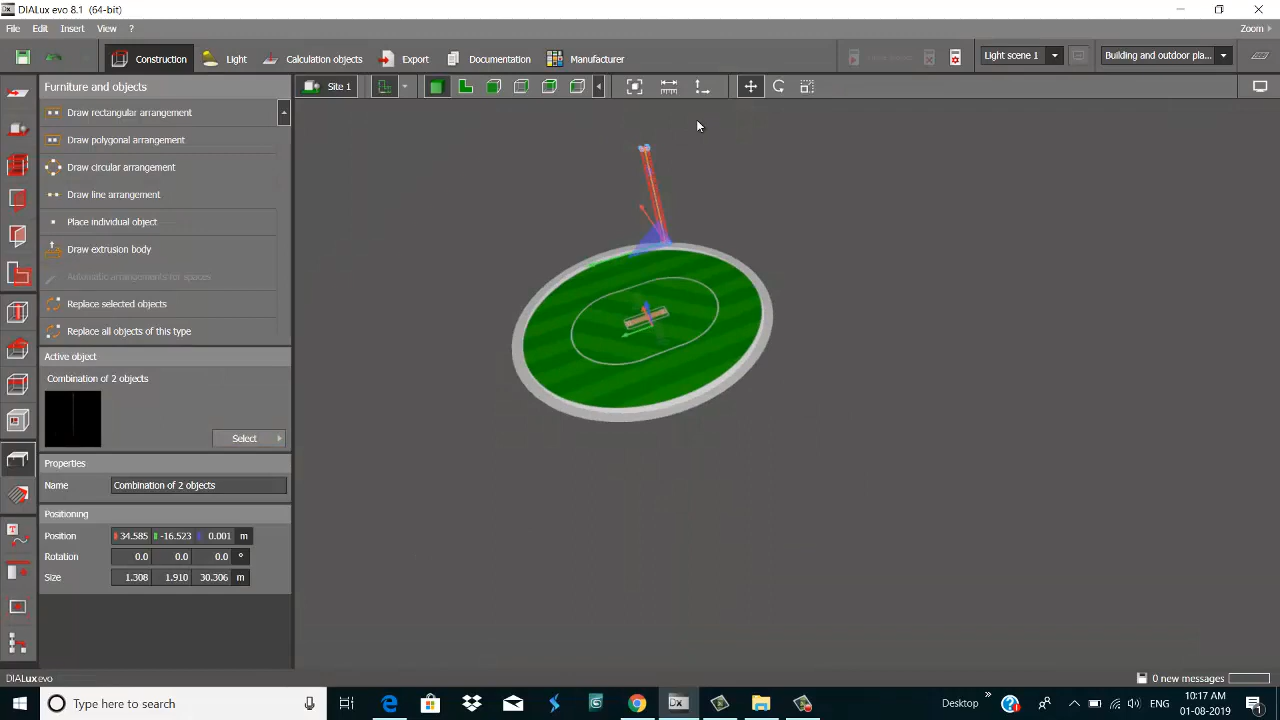 DIALux evo 8.1 (64-bit)
File Edit Insert View ?
Zoom
Construction
Light
Calculation objects
Export
Documentation
Manufacturer
Light scene 1
Building and outdoor pla...
Furniture and objects
Site 1
Draw rectangular arrangement
Draw polygonal arrangement
Draw circular arrangement
Draw line arrangement
Place individual object
Draw extrusion body
Automatic arrangements for spaces
Replace selected objects
Replace all objects of this type
Active object
Combination of 2 objects
Select
Properties
Name Combination of 2 objects
Positioning
Position 34.585 -16.523 0.001 m
Rotation 0.0 0.0 0.0 °
Size 1.308 1.910 30.306 m
DIALux evo
0 new messages
Type here to search
Desktop
ENG
10:17 AM
01-08-2019